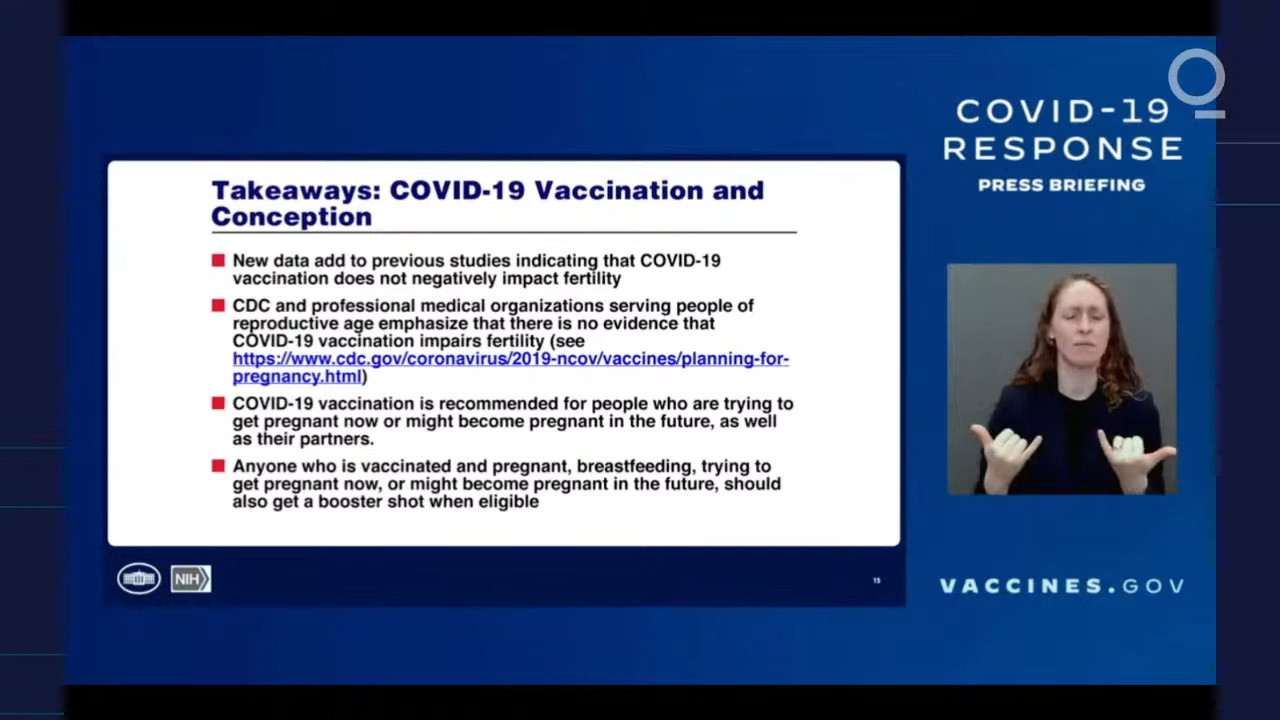 COVID-19
RESPONSE
PRESS BRIEFING
Takeaways: COVID-19 Vaccination and
Conception
New data add to previous studies indicating that COVID-19
vaccination does not negatively impact fertility
CDC and professional medical organizations serving people of
reproductive age emphasize that there is no evidence that
COVID-19 vaccination impairs fertility (see
https://www.cdc.gov/coronavirus/2019-ncov/vaccines/planning-for-
pregnancy.html)
COVID-19 vaccination is recommended for people who are trying to
get pregnant now or might become pregnant in the future, as well
as their partners.
Anyone who is vaccinated and pregnant, breastfeeding, trying to
get pregnant now, or might become pregnant in the future, should
also get a booster shot when eligible
NIH
15
VACCINES.GOV